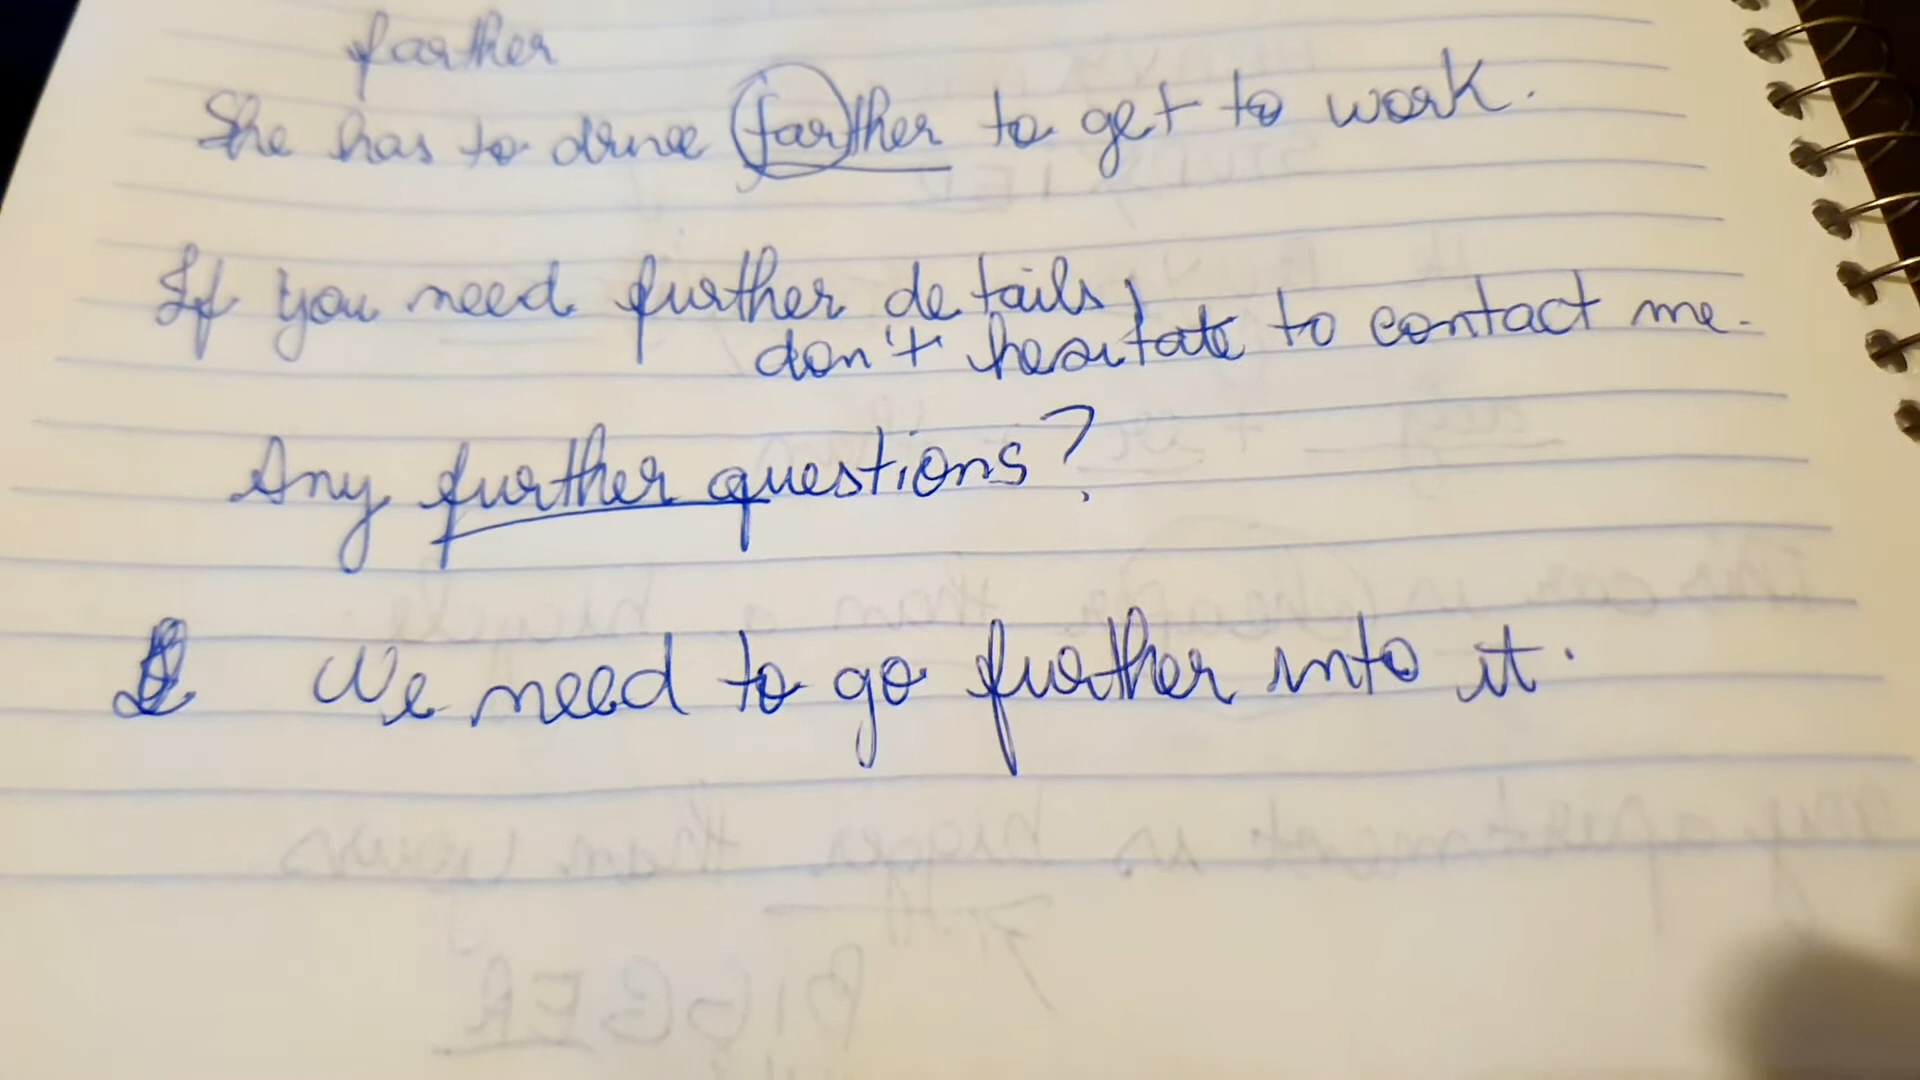 farther
She has to drive farther to get to work.
If you need further details,
don't hesitate to contact me.
Any further questions?
We need to go further into it.